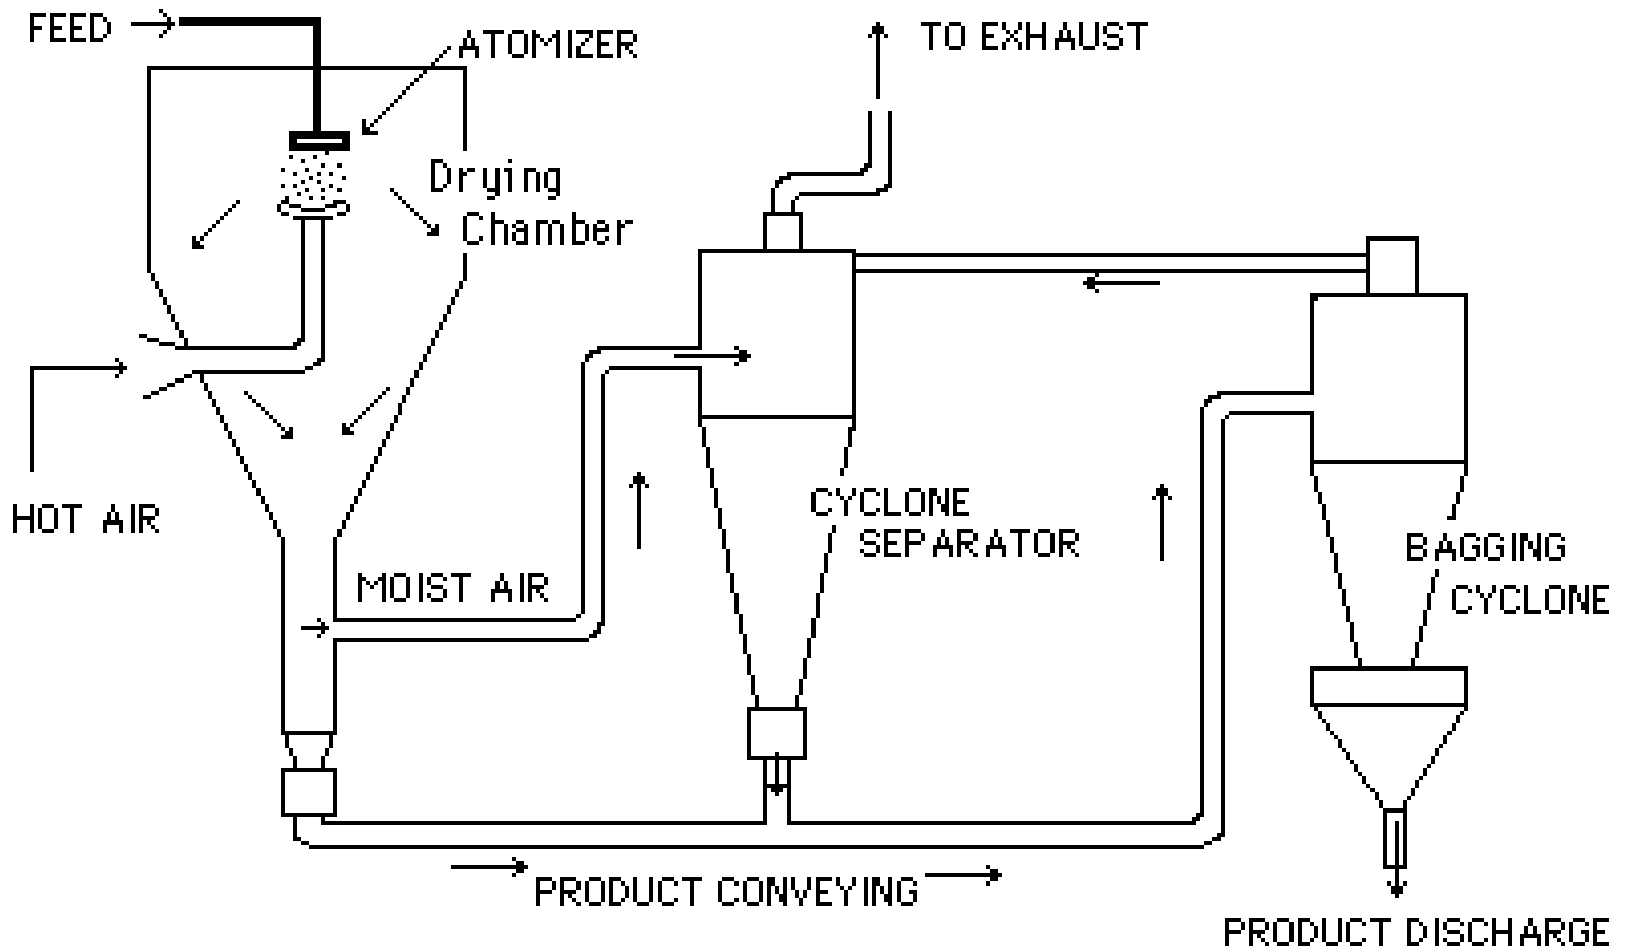 FEED
ATOMIZER
TO EXHAUST
Drying
Chamber
HOT AIR
MOIST AIR
CYCLONE
SEPARATOR
BAGGING
CYCLONE
PRODUCT CONVEYING
PRODUCT DISCHARGE